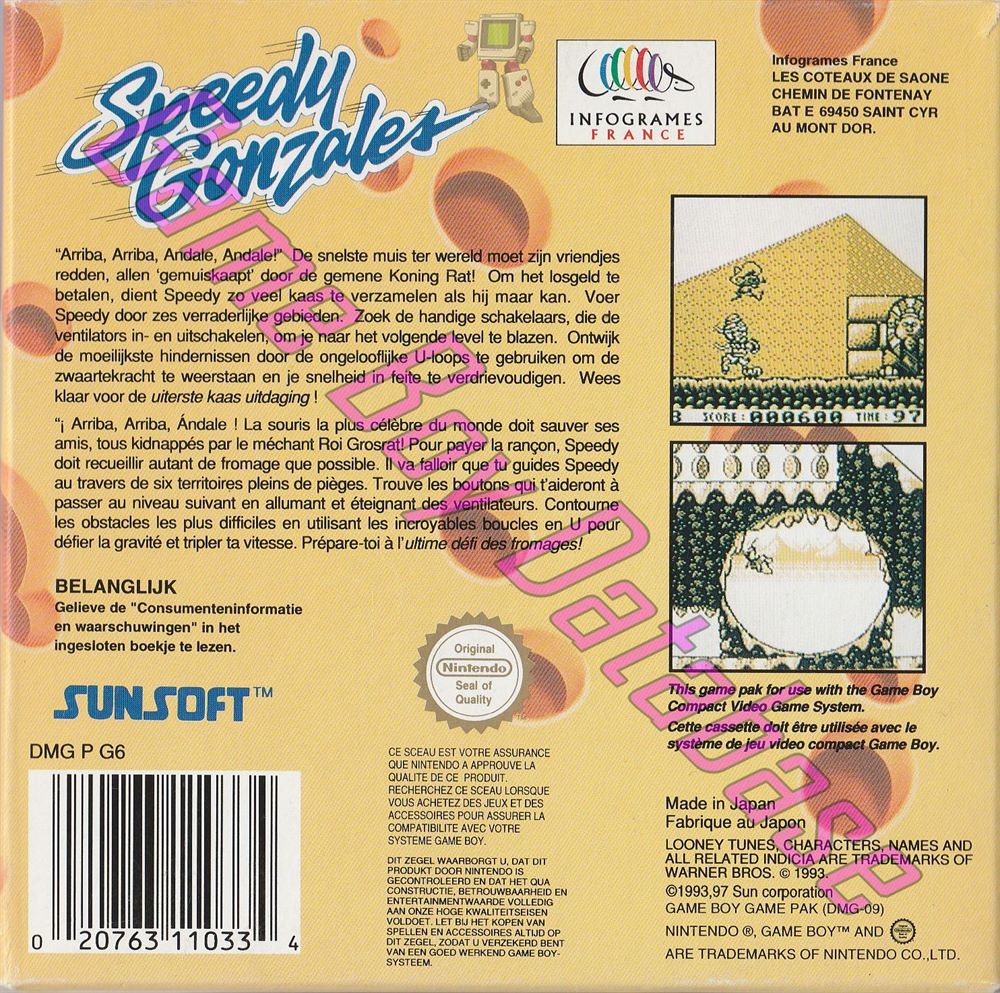 Speedy
Gonzales
INFOGRAMES
FRANCE
Infogrames France
LES COTEAUX DE SAONE
CHEMIN DE FONTENAY
BAT E 69450 SAINT CYR
AU MONT DOR.
"Arriba, Arriba, Andale, Andale!" De snelste muis ter wereld moet zijn vriendjes
redden, allen 'gemuiskaapt' door de gemene Koning Rat! Om het losgeld te
betalen, dient Speedy zo veel kaas te verzamelen als hij maar kan. Voer
Speedy door zes verraderlijke gebieden. Zoek de handige schakelaars, die de
ventilators in- en uitschakelen, om je naar het volgende level te blazen. Ontwijk
de moeilijkste hindernissen door de ongelooflijke U-loops te gebruiken om de
zwaartekracht te weerstaan en je snelheid in feite te verdrievoudigen. Wees
klaar voor de uiterste kaas uitdaging !
"¡ Arriba, Arriba, Ándale ! La souris la plus célèbre du monde doit sauver ses
amis, tous kidnappés par le méchant Roi Grosrat! Pour payer la rançon, Speedy
doit recueillir autant de fromage que possible. Il va falloir que tu guides Speedy
au travers de six territoires pleins de pièges. Trouve les boutons qui t'aideront à
passer au niveau suivant en allumant et éteignant des ventilateurs. Contourne
les obstacles les plus difficiles en utilisant les incroyables boucles en U pour
défier la gravité et tripler ta vitesse. Prépare-toi à l'ultime défi des fromages!
SCORE: 000600 TIME: 97
BELANGLIJK
Gelieve de "Consumenteninformatie
en waarschuwingen" in het
ingesloten boekje te lezen.
SUNSOFT™
DMG P G6
0 20763 11033 4
Original
Nintendo
Seal of
Quality
TM
CE SCEAU EST VOTRE ASSURANCE
QUE NINTENDO A APPROUVE LA
QUALITE DE CE PRODUIT.
RECHERCHEZ CE SCEAU LORSQUE
VOUS ACHETEZ DES JEUX ET DES
ACCESSOIRES POUR ASSURER LA
COMPATIBILITE AVEC VOTRE
SYSTEME GAME BOY.
DIT ZEGEL WAARBORGT U, DAT DIT
PRODUKT DOOR NINTENDO IS
GECONTROLEERD EN DAT HET QUA
CONSTRUCTIE, BETROUWBAARHEID EN
ENTERTAINMENTWAARDE VOLLEDIG
AAN ONZE HOGE KWALITEITSEISEN
VOLDOET. LET BIJ HET KOPEN VAN
SPELLEN EN ACCESSOIRES ALTIJD OP
DIT ZEGEL, ZODAT U VERZEKERD BENT
VAN EEN GOED WERKEND GAME BOY-
SYSTEEM.
This game pak for use with the Game Boy
Compact Video Game System.
Cette cassette doit être utilisée avec le
système de jeu video compact Game Boy.
Made in Japan
Fabrique au Japon
LOONEY TUNES, CHARACTERS, NAMES AND
ALL RELATED INDICIA ARE TRADEMARKS OF
WARNER BROS. © 1993.
©1993,97 Sun corporation
GAME BOY GAME PAK (DMG-09)
NINTENDO ®, GAME BOY™ AND
ARE TRADEMARKS OF NINTENDO CO.,LTD.
Game Boy Database